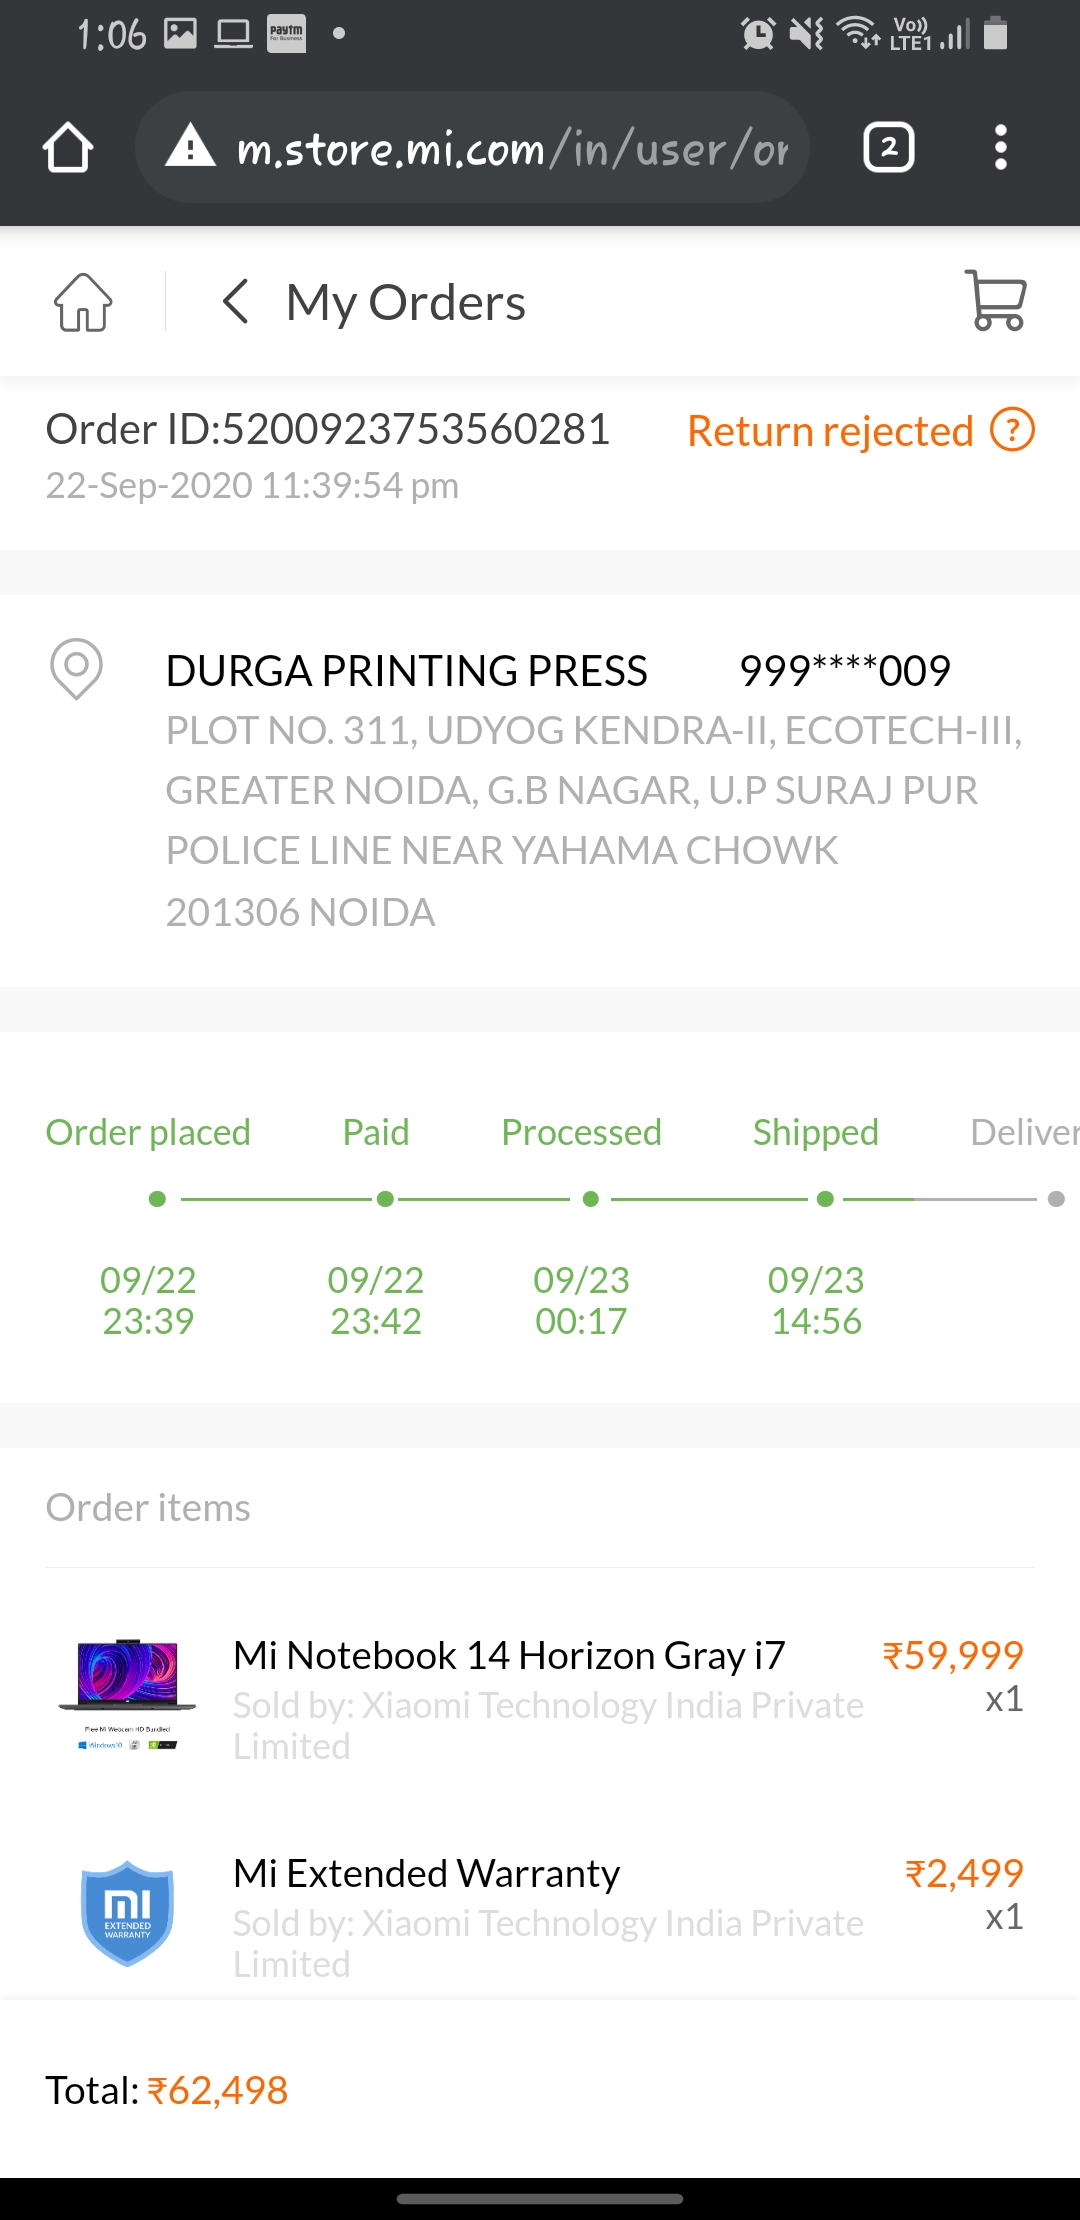 1:06
paytm
For Business
Vo))
LTE1
m.store.mi.com/in/user/or
2
My Orders
Order ID:5200923753560281
Return rejected ?
22-Sep-2020 11:39:54 pm
DURGA PRINTING PRESS 999****009
PLOT NO. 311, UDYOG KENDRA-II, ECOTECH-III,
GREATER NOIDA, G.B NAGAR, U.P SURAJ PUR
POLICE LINE NEAR YAHAMA CHOWK
201306 NOIDA
Order placed Paid Processed Shipped Deliver
09/22 09/22 09/23 09/23
23:39 23:42 00:17 14:56
Order items
Mi Notebook 14 Horizon Gray i7 ₹59,999
Sold by: Xiaomi Technology India Private x1
Limited
Free Mi Webcam HD Bundled
Windows10
Mi Extended Warranty ₹2,499
Sold by: Xiaomi Technology India Private x1
Limited
mi
EXTENDED
WARRANTY
Total: ₹62,498